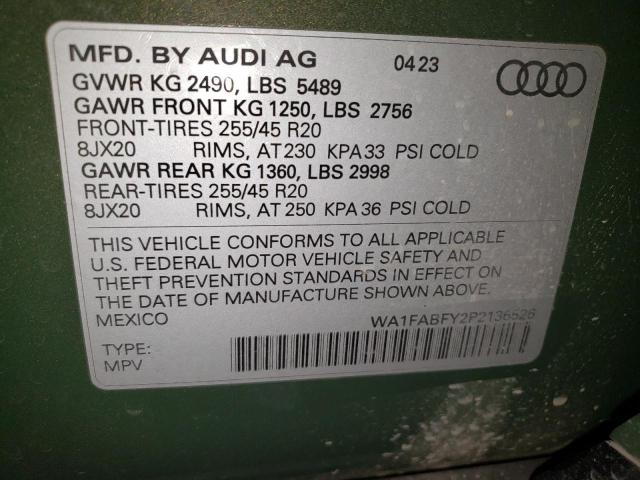 MFD. BY AUDI AG 04 23
GVWR KG 2490, LBS 5489
GAWR FRONT KG 1250, LBS 2756
FRONT-TIRES 255/45 R20
8JX20 RIMS, AT 230 KPA 33 PSI COLD
GAWR REAR KG 1360, LBS 2998
REAR-TIRES 255/45 R20
8JX20 RIMS, AT 250 KPA 36 PSI COLD
THIS VEHICLE CONFORMS TO ALL APPLICABLE
U.S. FEDERAL MOTOR VEHICLE SAFETY AND
THEFT PREVENTION STANDARDS IN EFFECT ON
THE DATE OF MANUFACTURE SHOWN ABOVE.
MEXICO WA1FABFY2P2136526
TYPE:
MPV